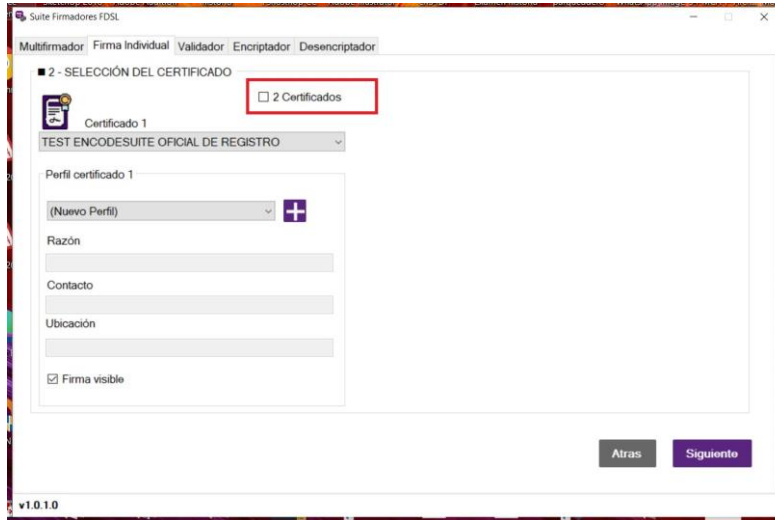 Suite Firmadores FDSL
Multifirmador Firma Individual Validador Encriptador Desencriptador
2 - SELECCIÓN DEL CERTIFICADO
2 Certificados
Certificado 1
TEST ENCODESUITE OFICIAL DE REGISTRO
Perfil certificado 1
(Nuevo Perfil)
Razón
Contacto
Ubicación
Firma visible
Atras Siguiente
v1.0.1.0